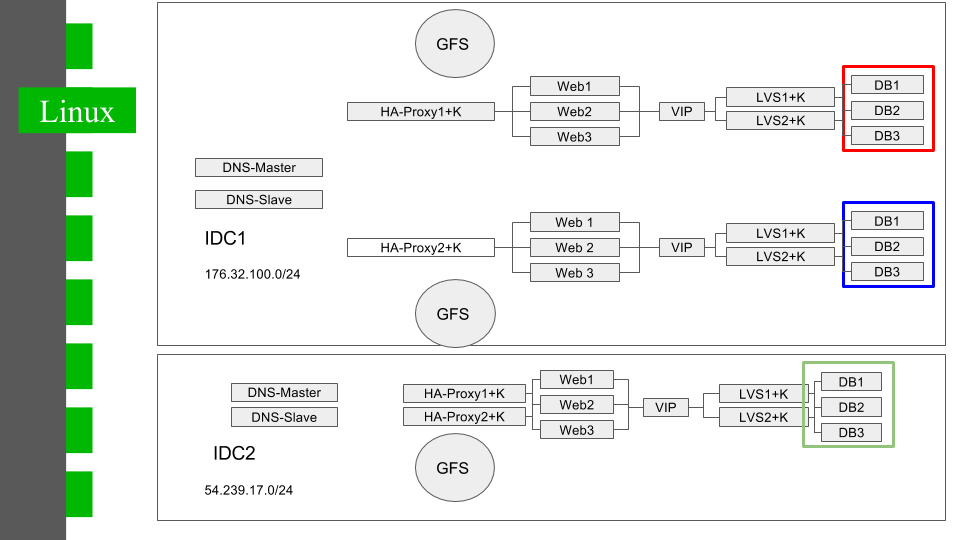 Linux
GFS
HA-Proxy1+K
Web1
Web2
Web3
VIP
LVS1+K
LVS2+K
DB1
DB2
DB3
DNS-Master
DNS-Slave
IDC1
176.32.100.0/24
HA-Proxy2+K
Web 1
Web 2
Web 3
VIP
LVS1+K
LVS2+K
DB1
DB2
DB3
GFS
DNS-Master
DNS-Slave
IDC2
54.239.17.0/24
HA-Proxy1+K
HA-Proxy2+K
Web1
Web2
Web3
VIP
LVS1+K
LVS2+K
DB1
DB2
DB3
GFS